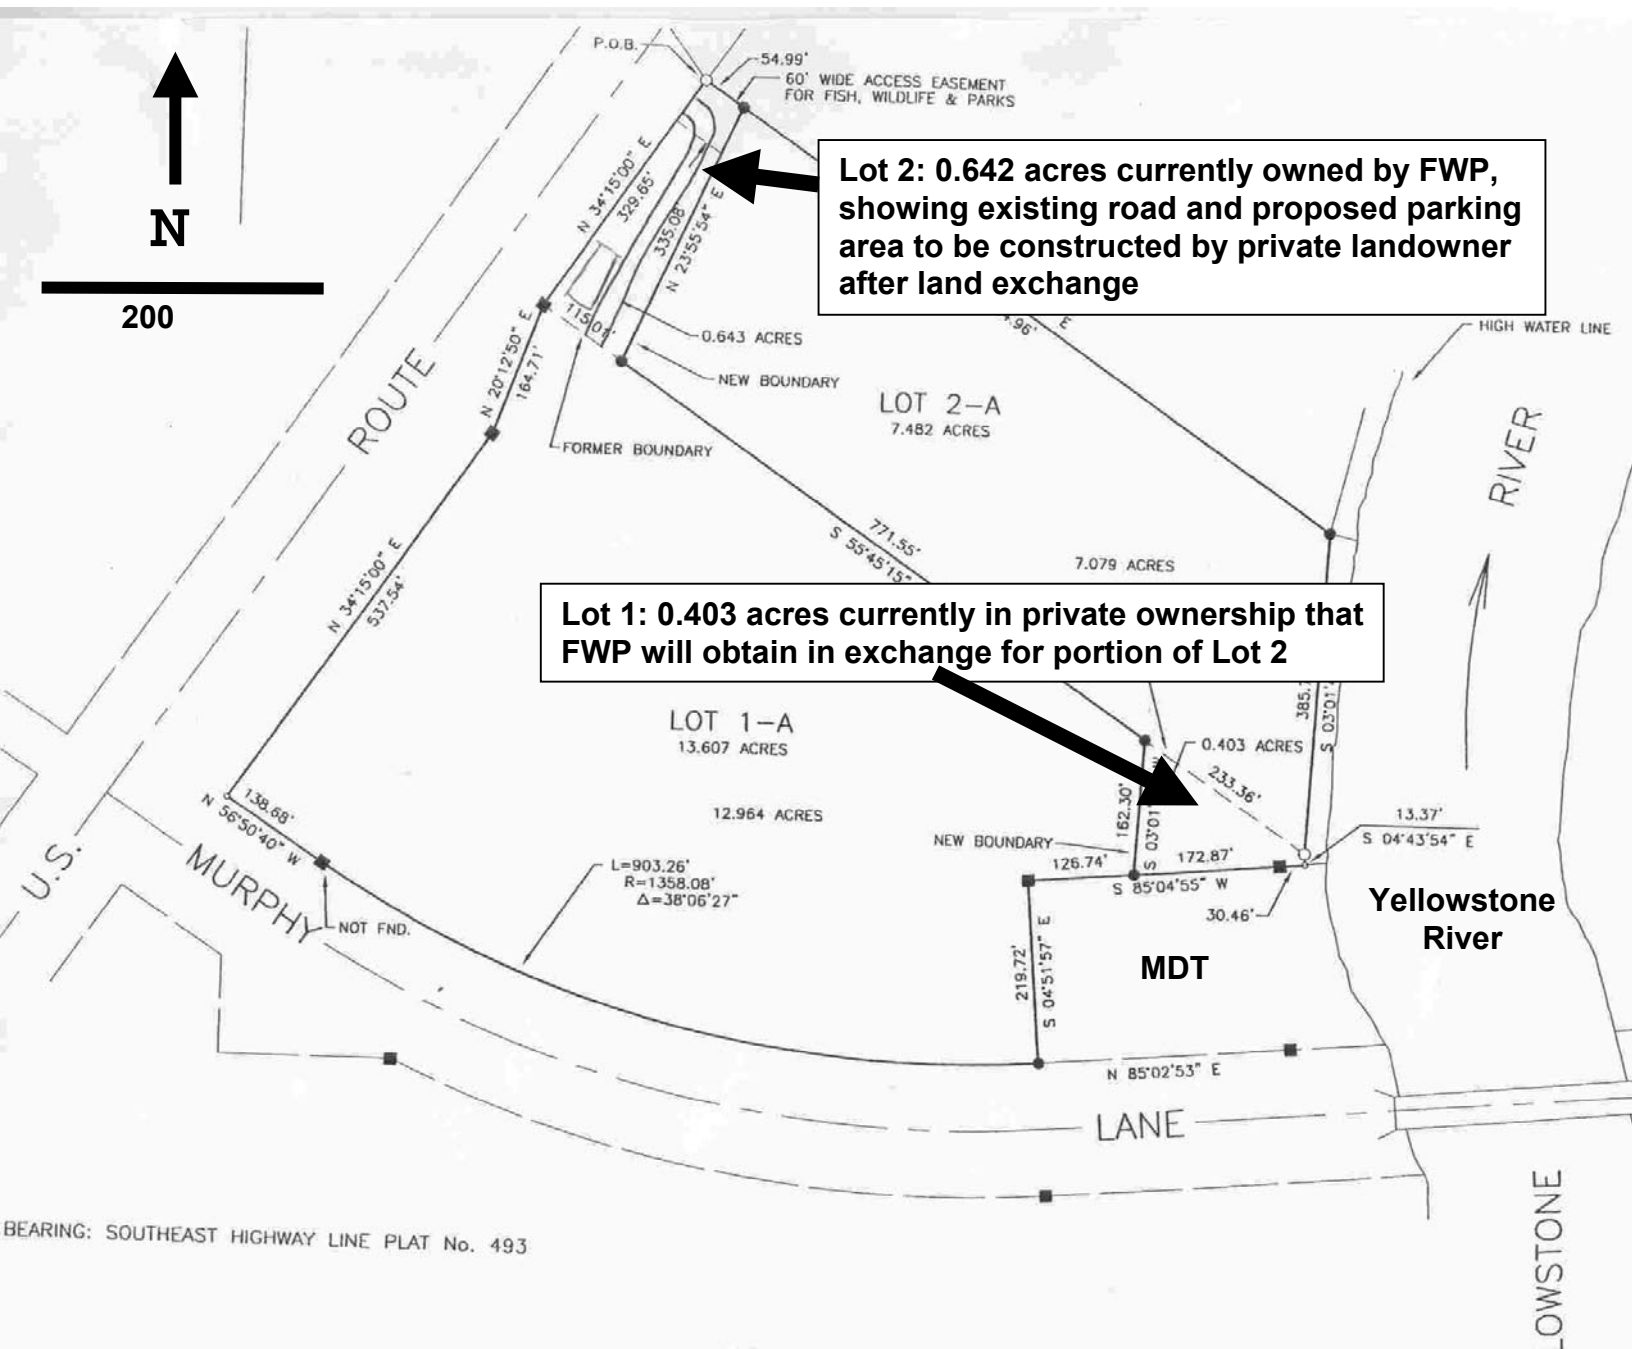 P.O.B.
54.99'
60' WIDE ACCESS EASEMENT
FOR FISH, WILDLIFE & PARKS
N
200
Lot 2: 0.642 acres currently owned by FWP,
showing existing road and proposed parking
area to be constructed by private landowner
after land exchange
N 34°15'00" E
329.65'
335.08'
N 23°55'54" E
115.01'
0.643 ACRES
NEW BOUNDARY
FORMER BOUNDARY
N 20°12'50" E
164.71'
E
.96'
HIGH WATER LINE
ROUTE
LOT 2-A
7.482 ACRES
RIVER
771.55'
S 55°45'15"
7.079 ACRES
N 34°15'00" E
537.54'
Lot 1: 0.403 acres currently in private ownership that
FWP will obtain in exchange for portion of Lot 2
385.
S 03°01'
LOT 1-A
13.607 ACRES
0.403 ACRES
233.36'
162.30'
S 03°01' W
138.68'
N 56°50'40" W
12.964 ACRES
13.37'
S 04°43'54" E
NEW BOUNDARY
126.74'
172.87'
S 85°04'55" W
30.46'
U.S.
MURPHY
NOT FND.
L=903.26'
R=1358.08'
Δ=38°06'27"
Yellowstone
River
219.72'
S 04°51'57" E
MDT
N 85°02'53" E
LANE
LOWSTONE
BEARING: SOUTHEAST HIGHWAY LINE PLAT No. 493